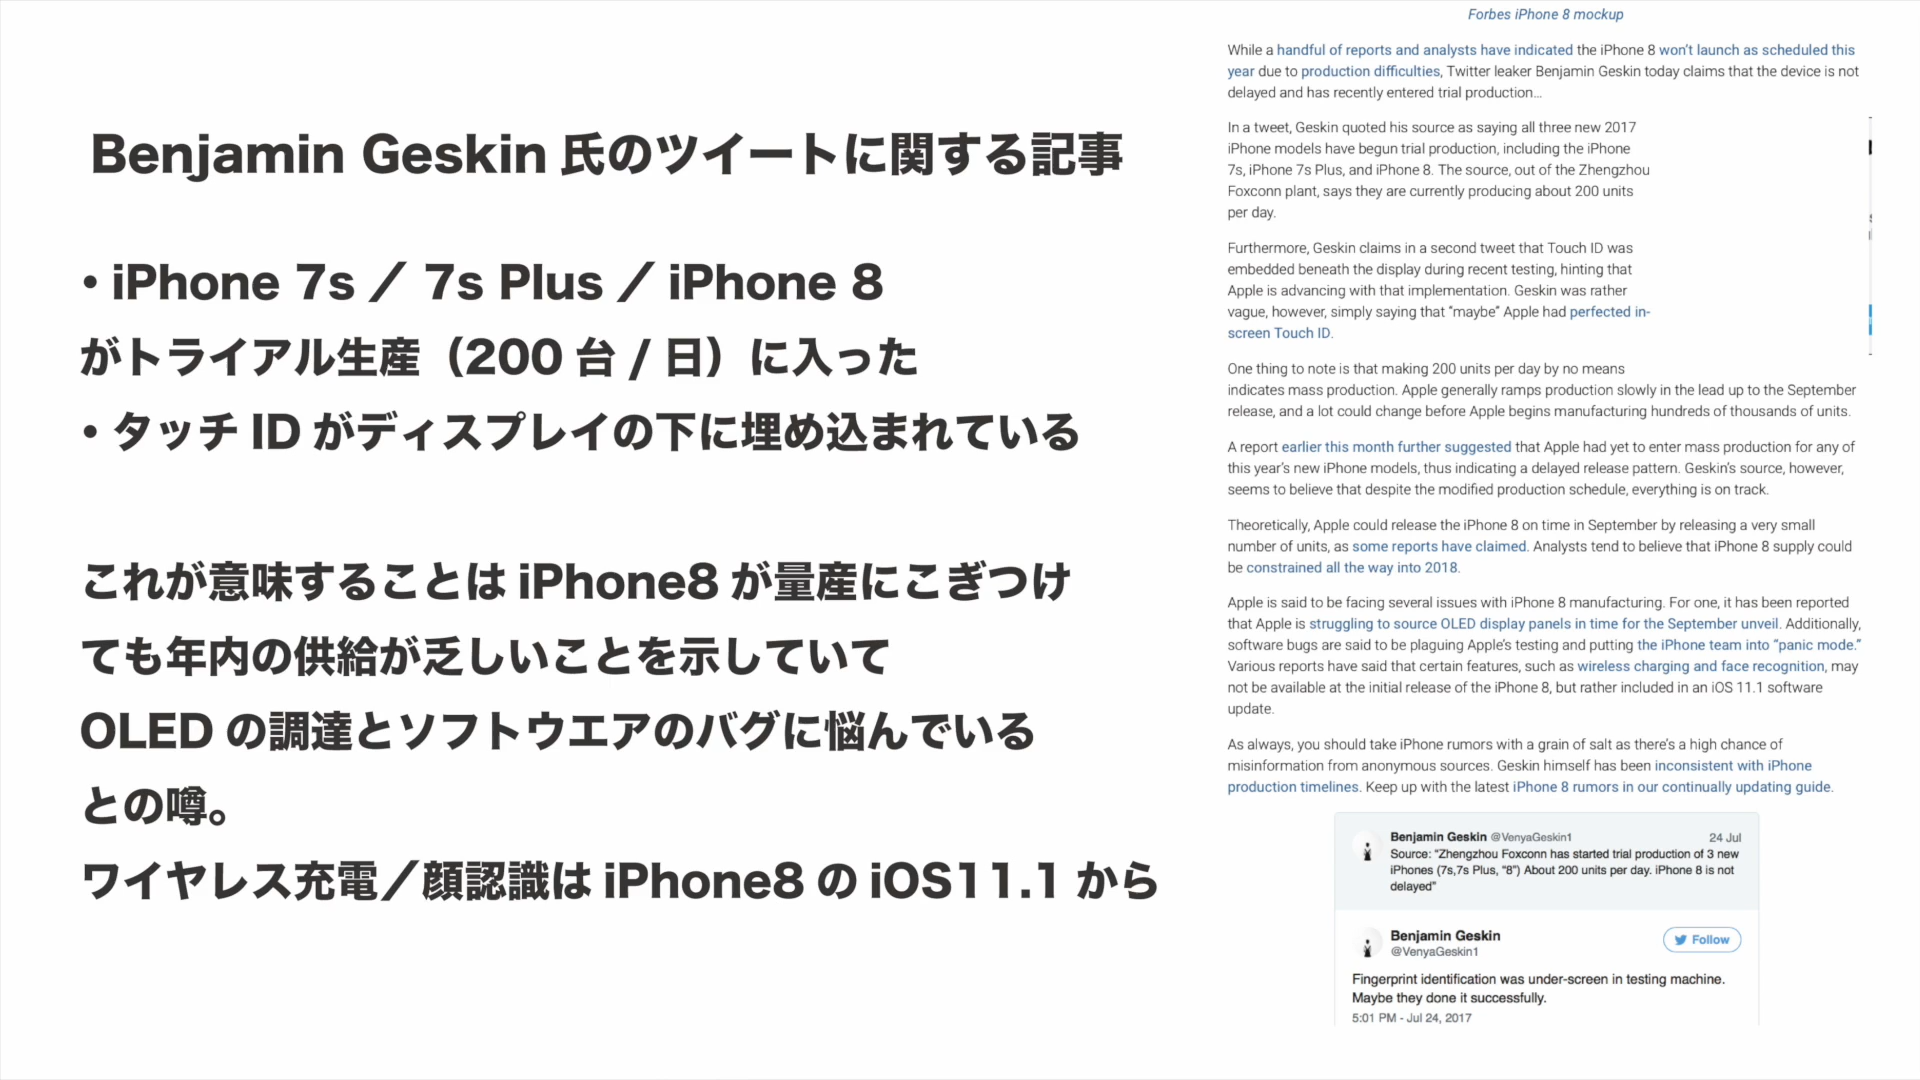 Benjamin Geskin 氏のツイートに関する記事
・iPhone 7s ／ 7s Plus ／ iPhone 8
がトライアル生産（200 台 / 日）に入った
・タッチ ID がディスプレイの下に埋め込まれている
これが意味することは iPhone8 が量産にこぎつけ
ても年内の供給が乏しいことを示していて
OLED の調達とソフトウエアのバグに悩んでいる
との噂。
ワイヤレス充電／顔認識は iPhone8 の iOS11.1 から
Forbes iPhone 8 mockup
While a handful of reports and analysts have indicated the iPhone 8 won’t launch as scheduled this
year due to production difficulties, Twitter leaker Benjamin Geskin today claims that the device is not
delayed and has recently entered trial production…
In a tweet, Geskin quoted his source as saying all three new 2017
iPhone models have begun trial production, including the iPhone
7s, iPhone 7s Plus, and iPhone 8. The source, out of the Zhengzhou
Foxconn plant, says they are currently producing about 200 units
per day.
Furthermore, Geskin claims in a second tweet that Touch ID was
embedded beneath the display during recent testing, hinting that
Apple is advancing with that implementation. Geskin was rather
vague, however, simply saying that “maybe” Apple had perfected in-
screen Touch ID.
One thing to note is that making 200 units per day by no means
indicates mass production. Apple generally ramps production slowly in the lead up to the September
release, and a lot could change before Apple begins manufacturing hundreds of thousands of units.
A report earlier this month further suggested that Apple had yet to enter mass production for any of
this year’s new iPhone models, thus indicating a delayed release pattern. Geskin’s source, however,
seems to believe that despite the modified production schedule, everything is on track.
Theoretically, Apple could release the iPhone 8 on time in September by releasing a very small
number of units, as some reports have claimed. Analysts tend to believe that iPhone 8 supply could
be constrained all the way into 2018.
Apple is said to be facing several issues with iPhone 8 manufacturing. For one, it has been reported
that Apple is struggling to source OLED display panels in time for the September unveil. Additionally,
software bugs are said to be plaguing Apple’s testing and putting the iPhone team into “panic mode.”
Various reports have said that certain features, such as wireless charging and face recognition, may
not be available at the initial release of the iPhone 8, but rather included in an iOS 11.1 software
update.
As always, you should take iPhone rumors with a grain of salt as there’s a high chance of
misinformation from anonymous sources. Geskin himself has been inconsistent with iPhone
production timelines. Keep up with the latest iPhone 8 rumors in our continually updating guide.
Benjamin Geskin @VenyaGeskin1 24 Jul
Source: “Zhengzhou Foxconn has started trial production of 3 new
iPhones (7s,7s Plus, “8”) About 200 units per day. iPhone 8 is not
delayed”
Benjamin Geskin
@VenyaGeskin1
Follow
Fingerprint identification was under-screen in testing machine.
Maybe they done it successfully.
5:01 PM - Jul 24, 2017